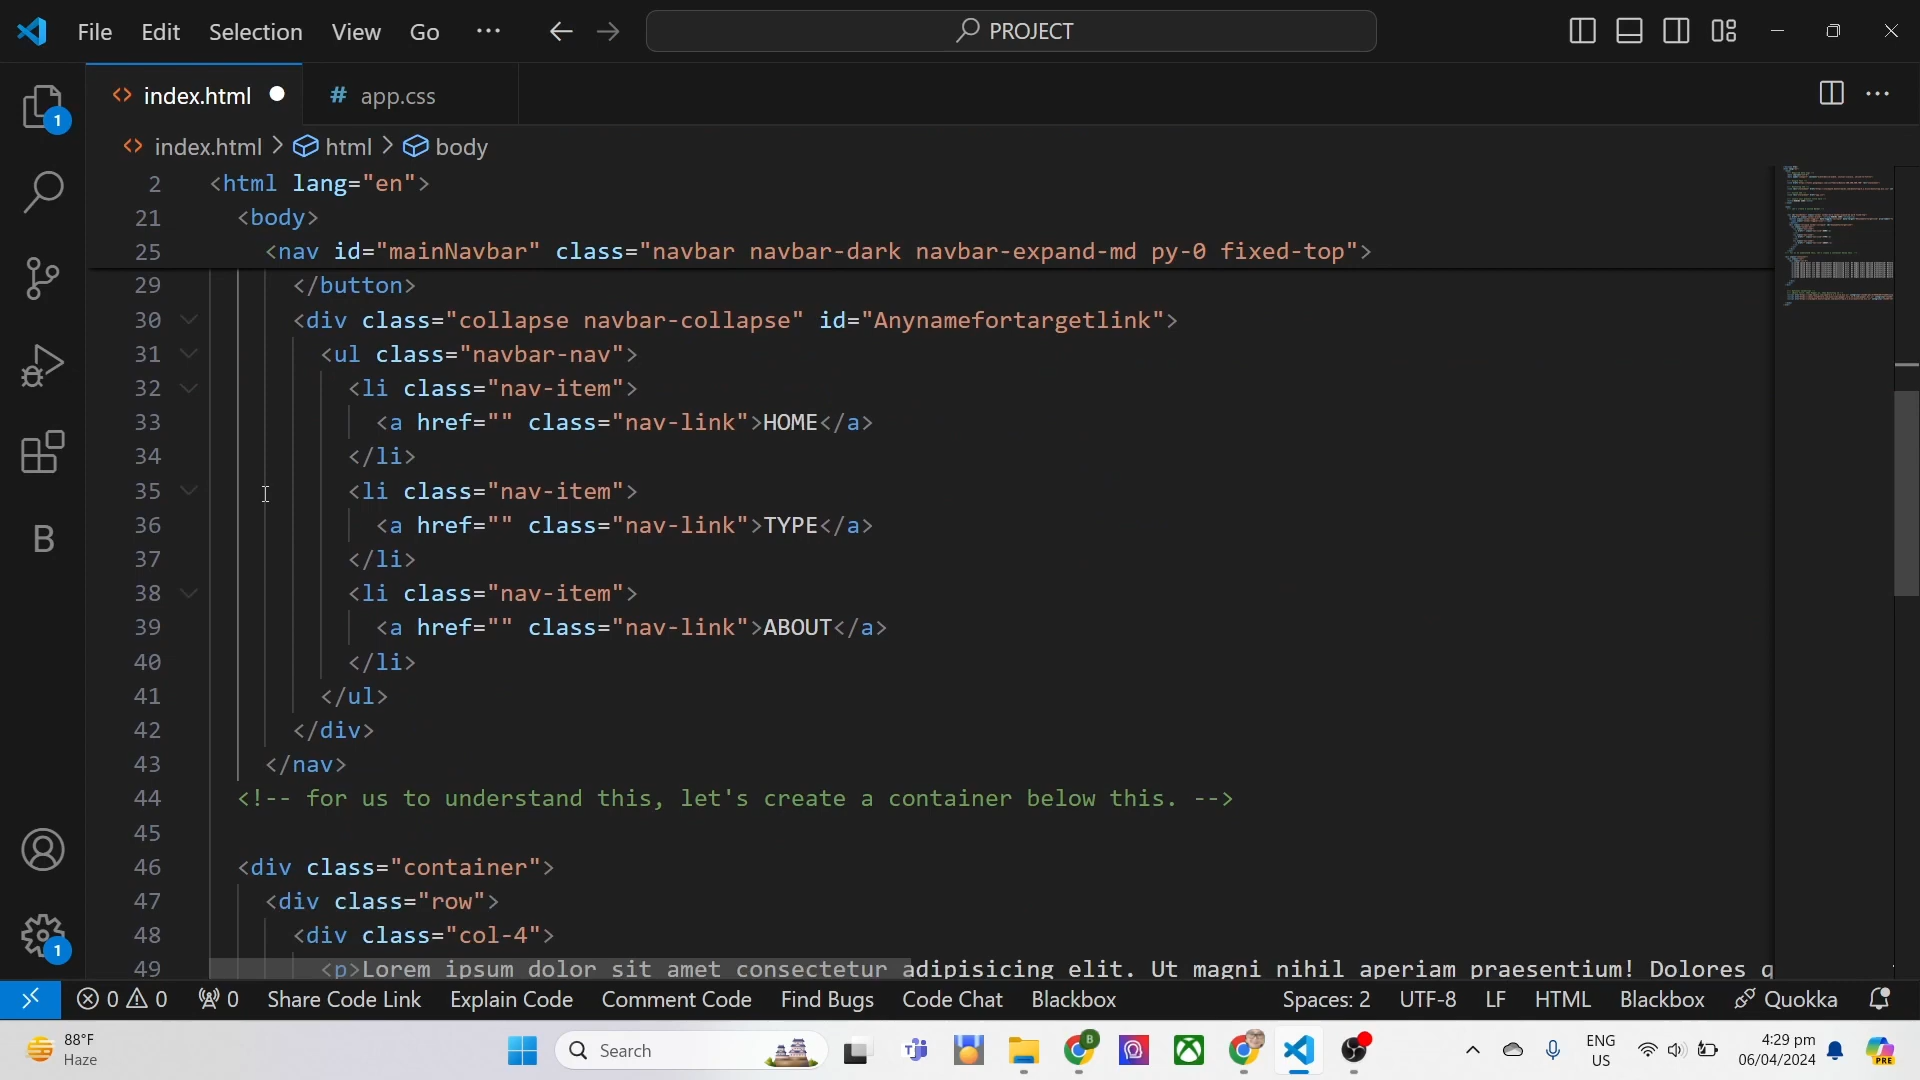 File Edit Selection View Go ··· PROJECT
index.html # app.css
1
index.html > html > body
2 <html lang="en">
21 <body>
25 <nav id="mainNavbar" class="navbar navbar-dark navbar-expand-md py-0 fixed-top">
29 </button>
30 <div class="collapse navbar-collapse" id="Anynamefortargetlink">
31 <ul class="navbar-nav">
32 <li class="nav-item">
33 <a href="" class="nav-link">HOME</a>
34 </li>
35 <li class="nav-item">
36 <a href="" class="nav-link">TYPE</a>
37 </li>
38 <li class="nav-item">
39 <a href="" class="nav-link">ABOUT</a>
40 </li>
41 </ul>
42 </div>
43 </nav>
44 <!-- for us to understand this, let's create a container below this. -->
45
46 <div class="container">
47 <div class="row">
48 <div class="col-4">
49 <p>Lorem ipsum dolor sit amet consectetur adipisicing elit. Ut magni nihil aperiam praesentium! Dolores q
B
1
0 0 0 Share Code Link Explain Code Comment Code Find Bugs Code Chat Blackbox Spaces: 2 UTF-8 LF HTML Blackbox Quokka
88°F
Haze
Search
B
ENG
US
4:29 pm
06/04/2024
PRE